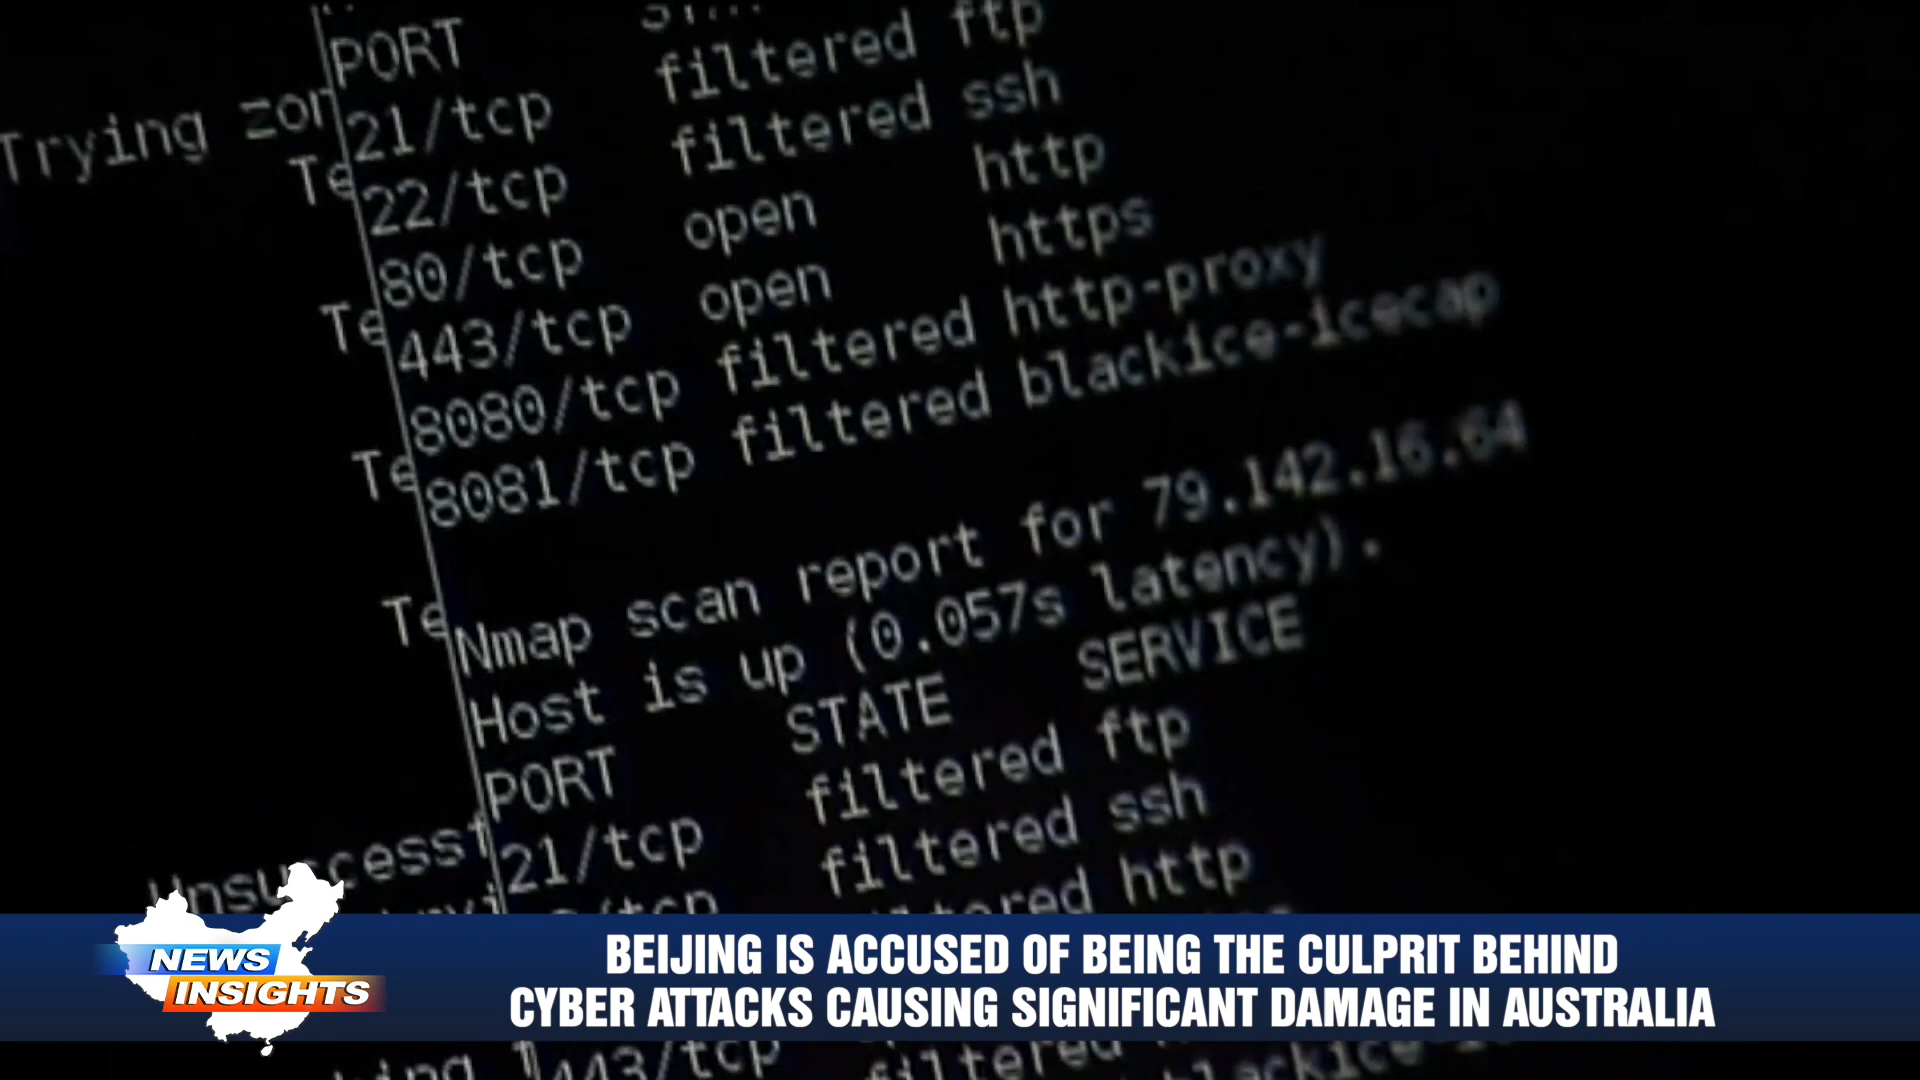 PORT
21/tcp filtered ftp
22/tcp filtered ssh
80/tcp open http
443/tcp open https
8080/tcp filtered http-proxy
8081/tcp filtered blackice-icecap
Nmap scan report for 79.142.16.64
Host is up (0.057s latency).
PORT STATE SERVICE
21/tcp filtered ftp
filtered ssh
http
443/tcp filtered
Trying
NEWS
INSIGHTS
BEIJING IS ACCUSED OF BEING THE CULPRIT BEHIND
CYBER ATTACKS CAUSING SIGNIFICANT DAMAGE IN AUSTRALIA